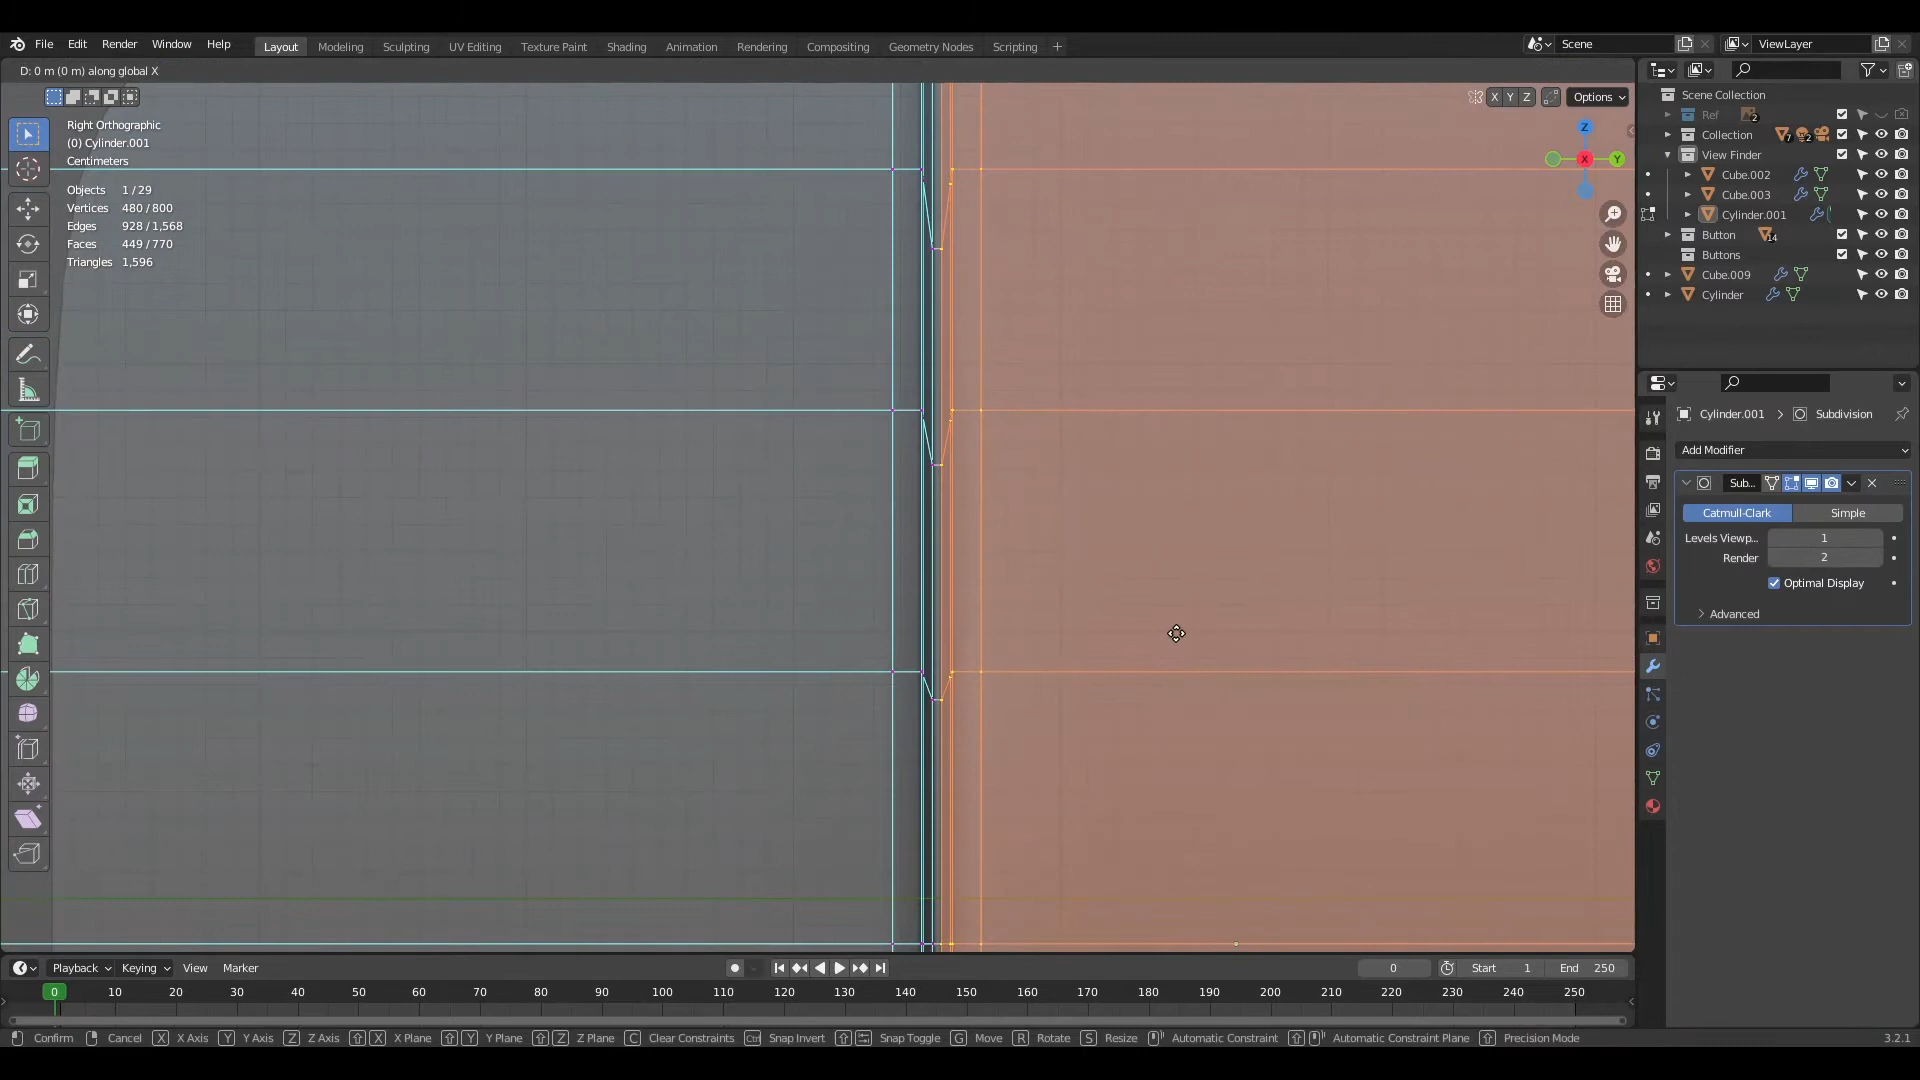 File Edit Render Window Help Layout Modeling Sculpting UV Editing Texture Paint Shading Animation Rendering Compositing Geometry Nodes Scripting + Scene ViewLayer
D: 0 m (0 m) along global X
X Y Z Options
Right Orthographic
(0) Cylinder.001
Centimeters
Objects 1 / 29
Vertices 480 / 800
Edges 928 / 1,568
Faces 449 / 770
Triangles 1,596
Z
X
Y
Scene Collection
Ref 2
Collection 7 2
View Finder
Cube.002
Cube.003
Cylinder.001
Button 14
Buttons
Cube.009
Cylinder
Cylinder.001 > Subdivision
Add Modifier
Sub...
Catmull-Clark Simple
Levels Viewp... 1
Render 2
Optimal Display
Advanced
Playback Keying View Marker 0 Start 1 End 250
0 10 20 30 40 50 60 70 80 90 100 110 120 130 140 150 160 170 180 190 200 210 220 230 240 250
Confirm Cancel X X Axis Y Y Axis Z Z Axis X X Plane Y Y Plane Z Z Plane C Clear Constraints Ctrl Snap Invert Snap Toggle G Move R Rotate S Resize Automatic Constraint Automatic Constraint Plane Precision Mode 3.2.1